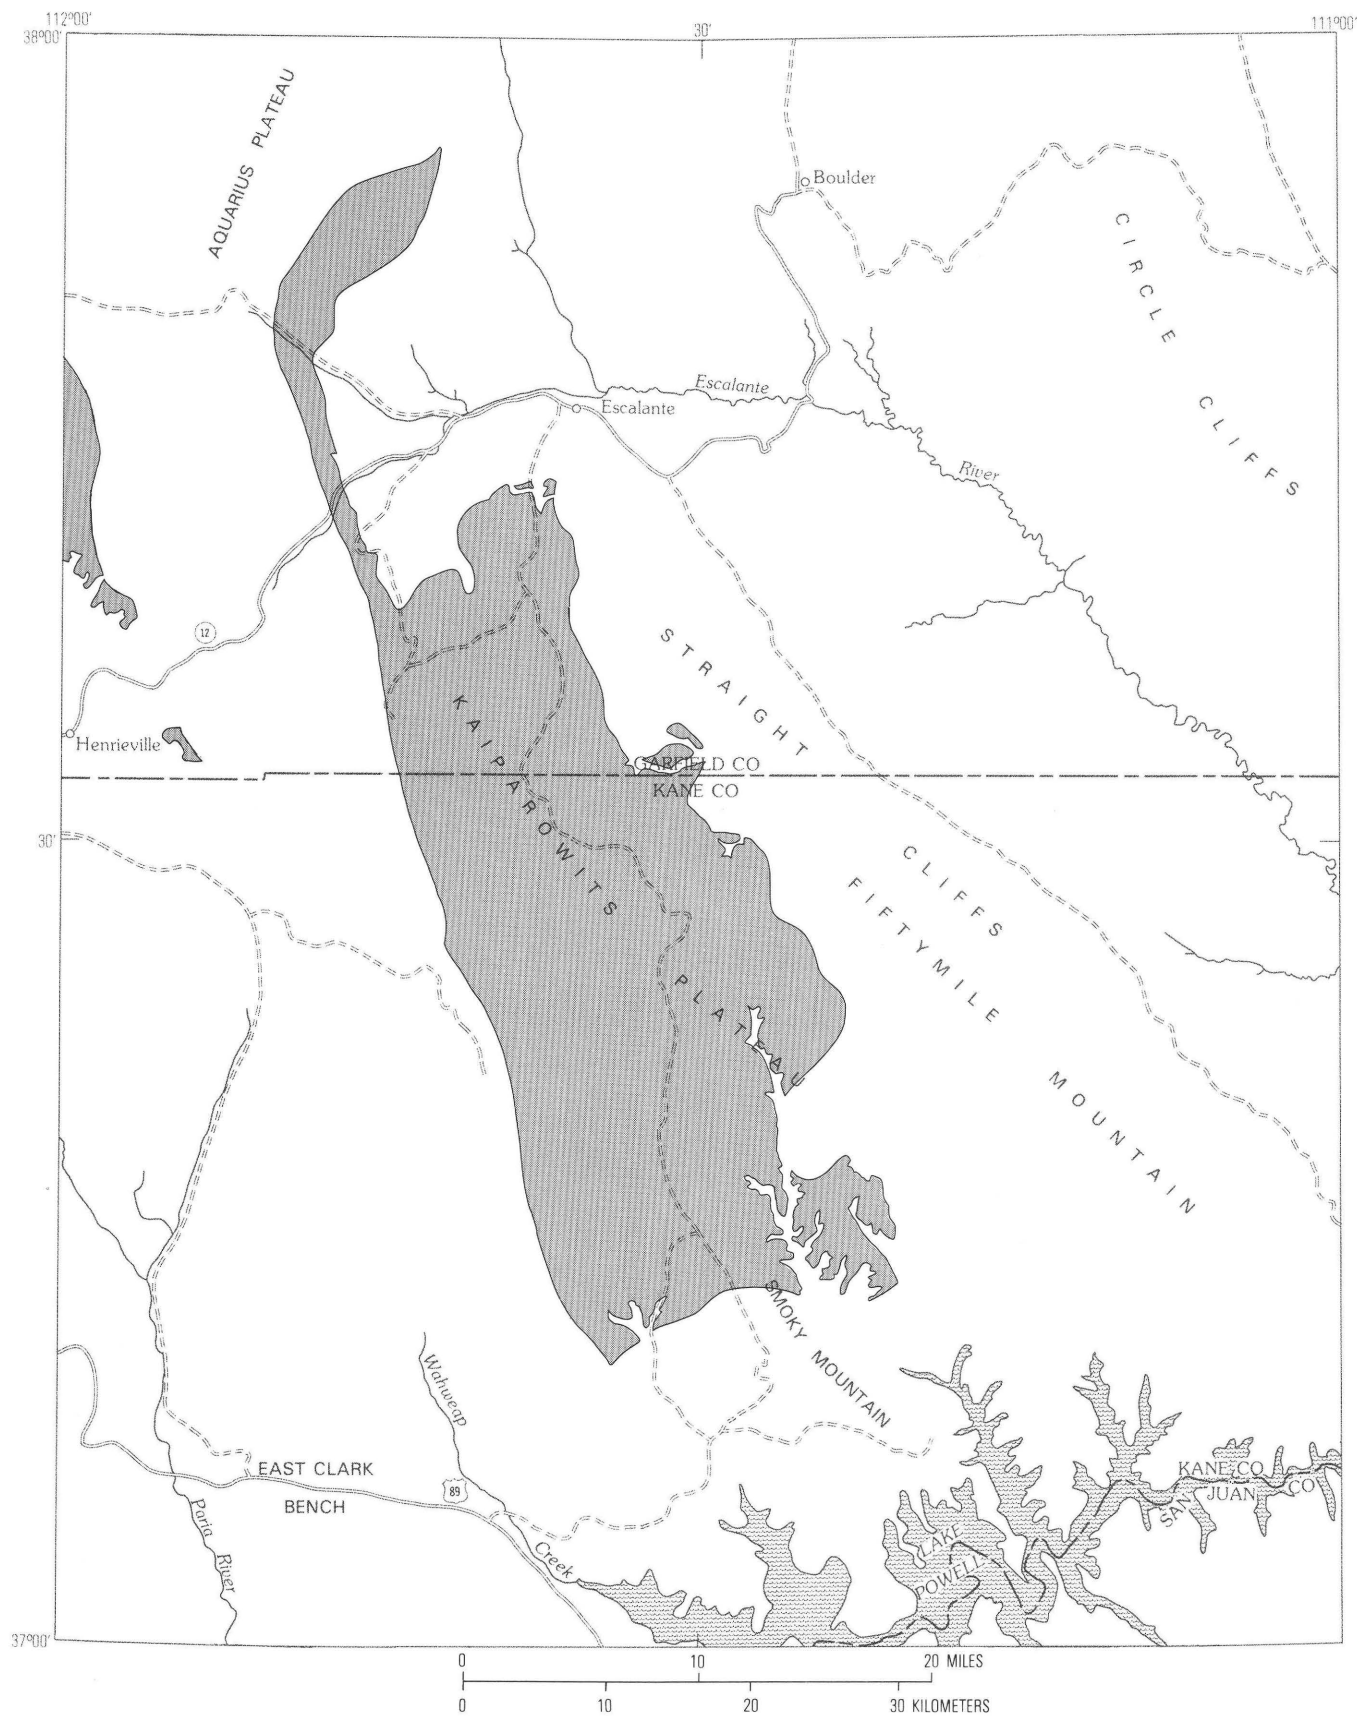 112°00'
30'
111°00'
38°00'
AQUARIUS PLATEAU
Boulder
CIRCLE CLIFFS
Escalante
Escalante
River
12
STRAIGHT
KAIPAROWITS
Henrieville
GARFIELD CO
KANE CO
30'
CLIFFS
FIFTYMILE
PLATEAU
MOUNTAIN
SMOKY MOUNTAIN
Wahweap
EAST CLARK
BENCH
89
KANE CO
SAN JUAN CO
Paria
River
Creek
LAKE
POWELL
37°00'
0 10 20 MILES
0 10 20 30 KILOMETERS